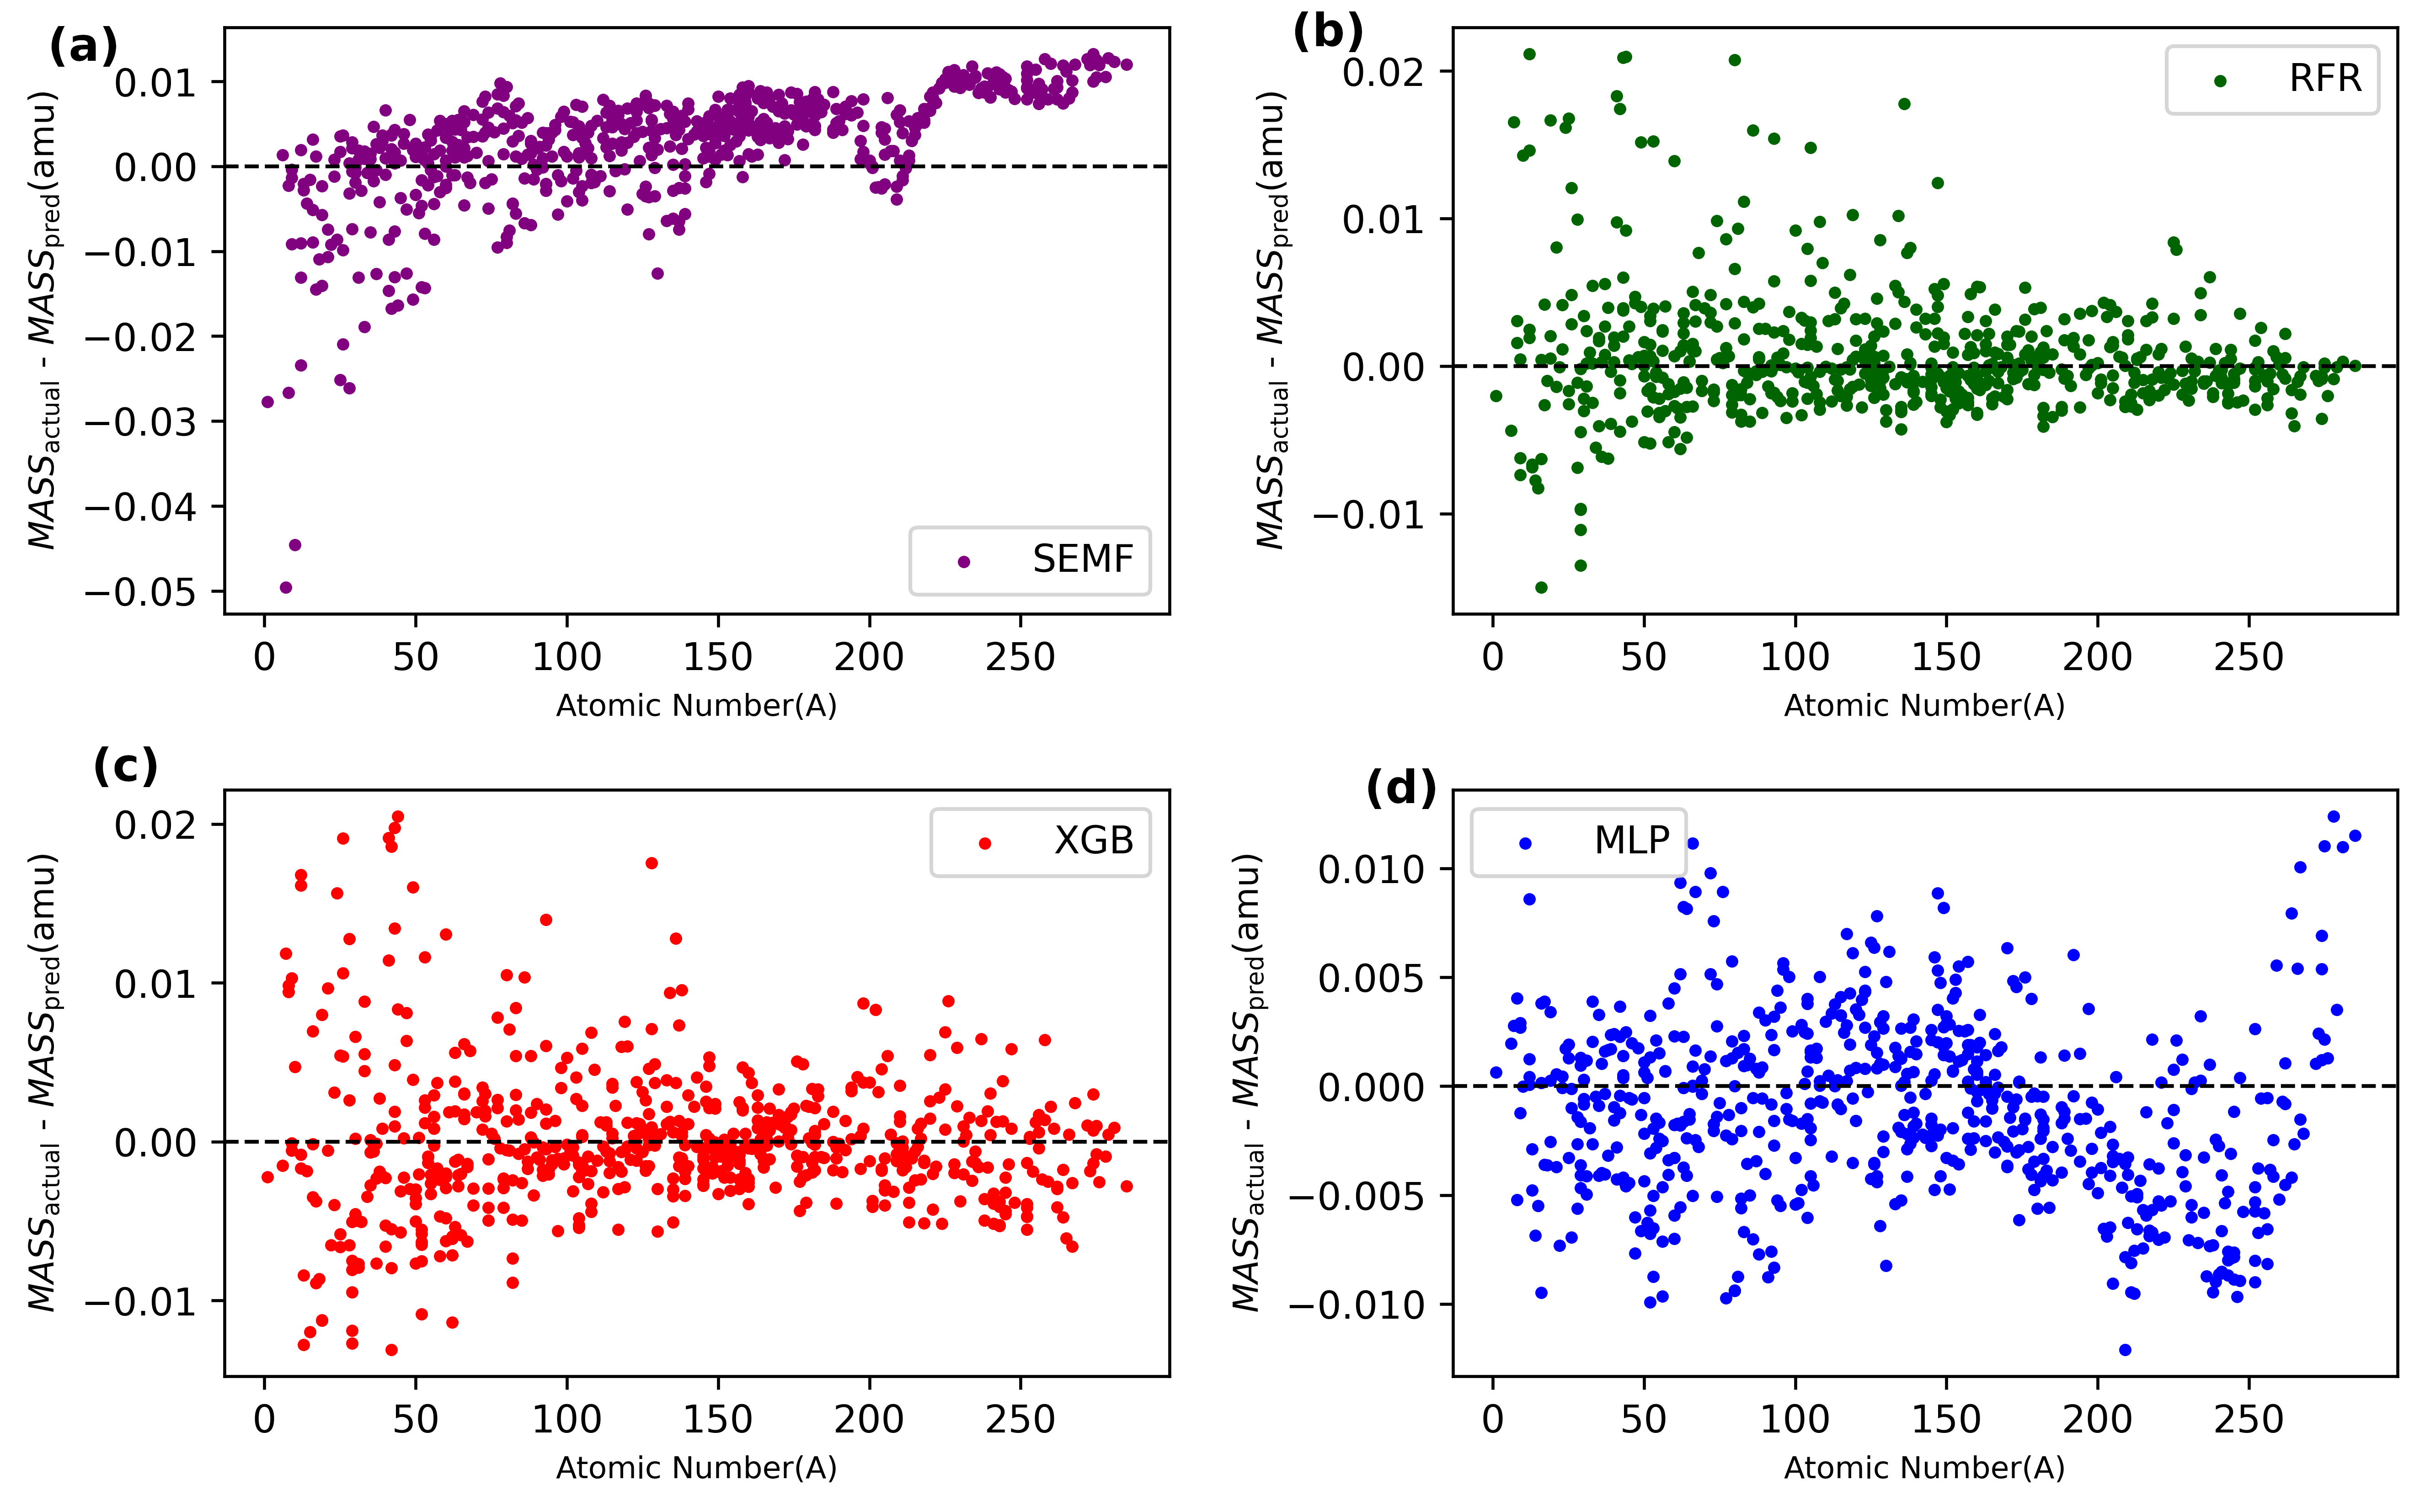 (a)
0.01
0.00
−0.01
−0.02
−0.03
−0.04
−0.05
MASSactual - MASSpred(amu)
SEMF
0 50 100 150 200 250
Atomic Number(A)
(b)
0.02
0.01
0.00
−0.01
MASSactual - MASSpred(amu)
RFR
0 50 100 150 200 250
Atomic Number(A)
(c)
0.02
0.01
0.00
−0.01
MASSactual - MASSpred(amu)
XGB
0 50 100 150 200 250
Atomic Number(A)
(d)
0.010
0.005
0.000
−0.005
−0.010
MASSactual - MASSpred(amu)
MLP
0 50 100 150 200 250
Atomic Number(A)